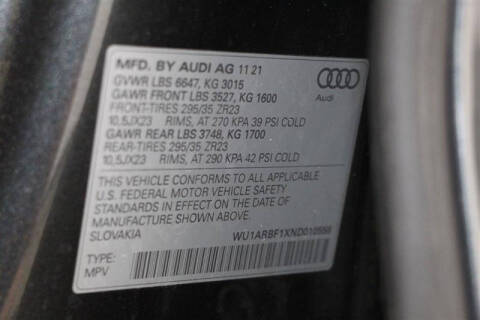 MFD. BY AUDI AG 11 21
GVWR LBS 6647, KG 3015
GAWR FRONT LBS 3527, KG 1600
FRONT-TIRES 295/35 ZR23
10,5JX23 RIMS, AT 270 KPA 39 PSI COLD
GAWR REAR LBS 3748, KG 1700
REAR-TIRES 295/35 ZR23
10,5JX23 RIMS, AT 290 KPA 42 PSI COLD
Audi
THIS VEHICLE CONFORMS TO ALL APPLICABLE
U.S. FEDERAL MOTOR VEHICLE SAFETY
STANDARDS IN EFFECT ON THE DATE OF
MANUFACTURE SHOWN ABOVE.
SLOVAKIA
TYPE:
MPV